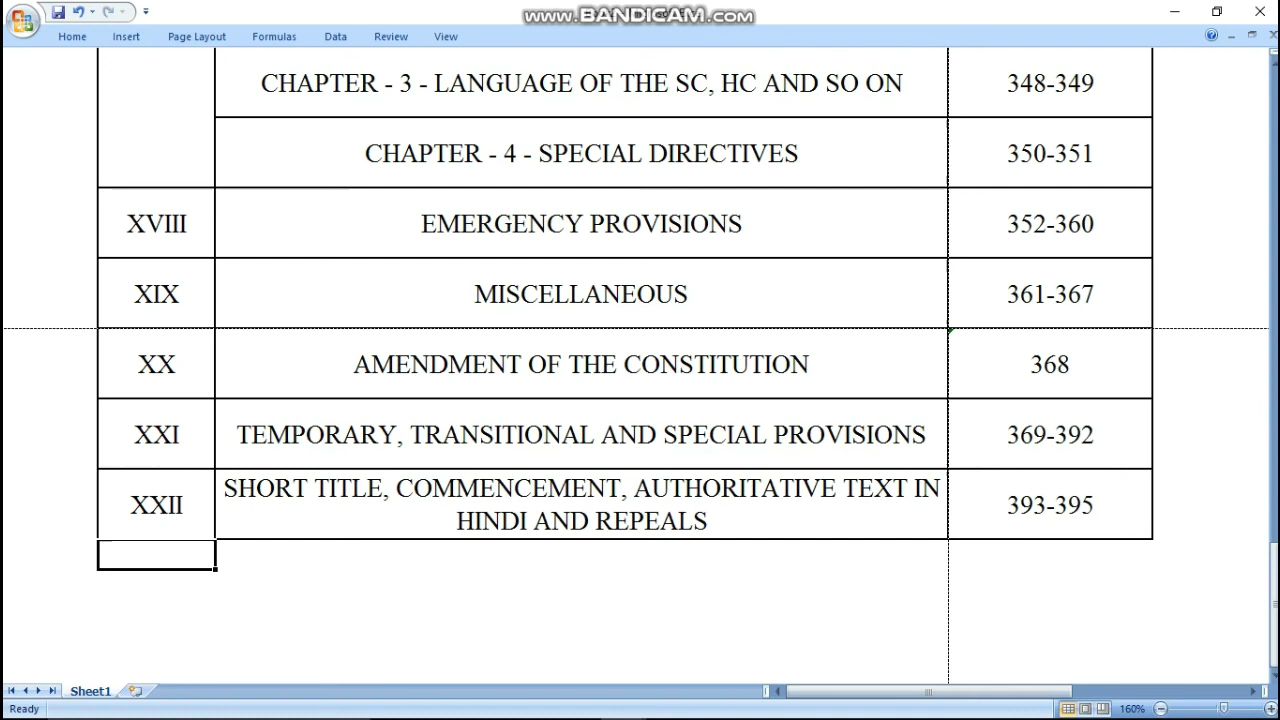 www.BANDICAM.com
Home Insert Page Layout Formulas Data Review View
CHAPTER - 3 - LANGUAGE OF THE SC, HC AND SO ON 348-349
CHAPTER - 4 - SPECIAL DIRECTIVES 350-351
XVIII EMERGENCY PROVISIONS 352-360
XIX MISCELLANEOUS 361-367
XX AMENDMENT OF THE CONSTITUTION 368
XXI TEMPORARY, TRANSITIONAL AND SPECIAL PROVISIONS 369-392
XXII SHORT TITLE, COMMENCEMENT, AUTHORITATIVE TEXT IN
HINDI AND REPEALS 393-395
Sheet1
Ready 160%